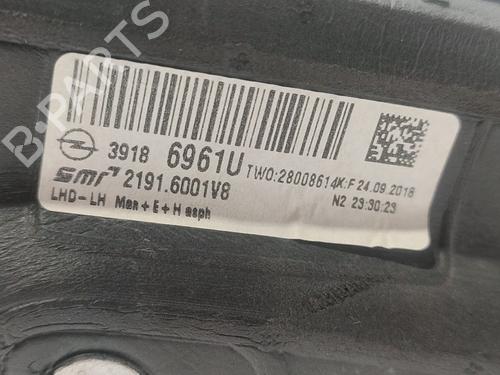 B-PARTS
3918 6961U TWO:28008614K:F 24.09.2018
smr 2191.6001V8 N2 23:30:23
LHD-LH Man+E+H asph